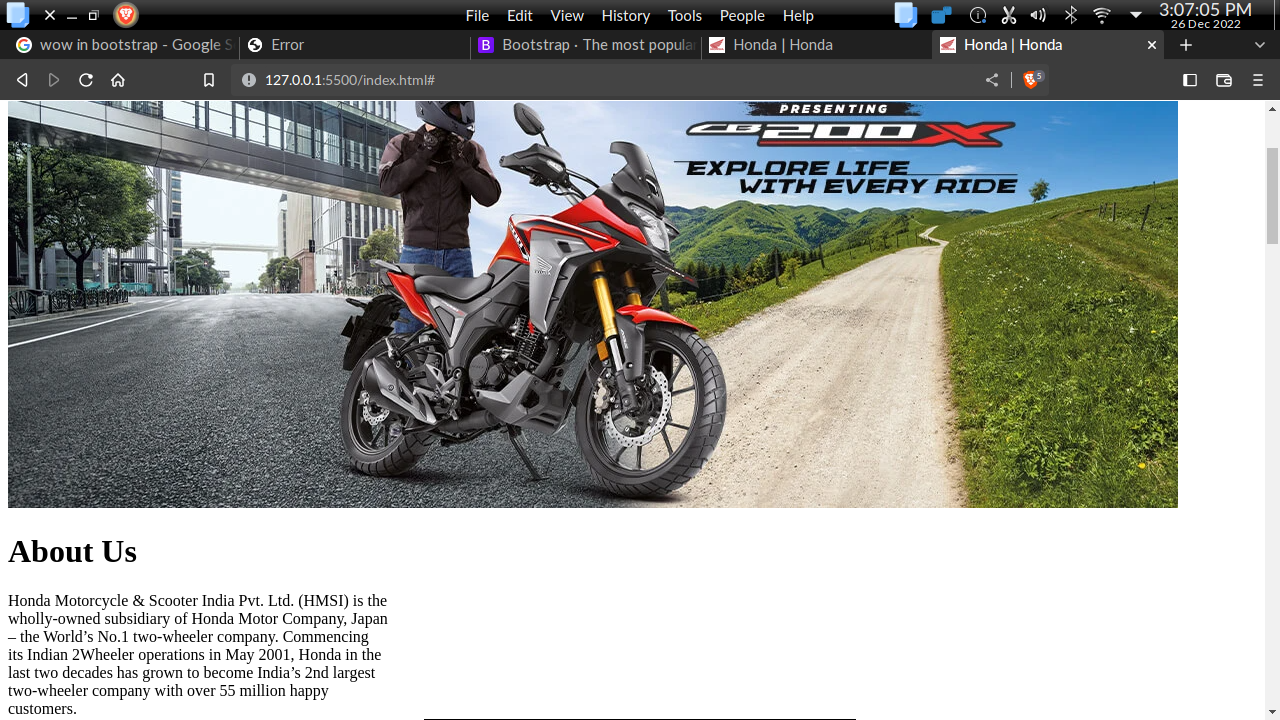 File Edit View History Tools People Help
3:07:05 PM
26 Dec 2022
wow in bootstrap - Google S
Error
B Bootstrap · The most popular
Honda | Honda
Honda | Honda
127.0.0.1:5500/index.html#
5
PRESENTING
CB200X
EXPLORE LIFE
WITH EVERY RIDE
About Us
Honda Motorcycle & Scooter India Pvt. Ltd. (HMSI) is the
wholly-owned subsidiary of Honda Motor Company, Japan
– the World’s No.1 two-wheeler company. Commencing
its Indian 2Wheeler operations in May 2001, Honda in the
last two decades has grown to become India’s 2nd largest
two-wheeler company with over 55 million happy
customers.